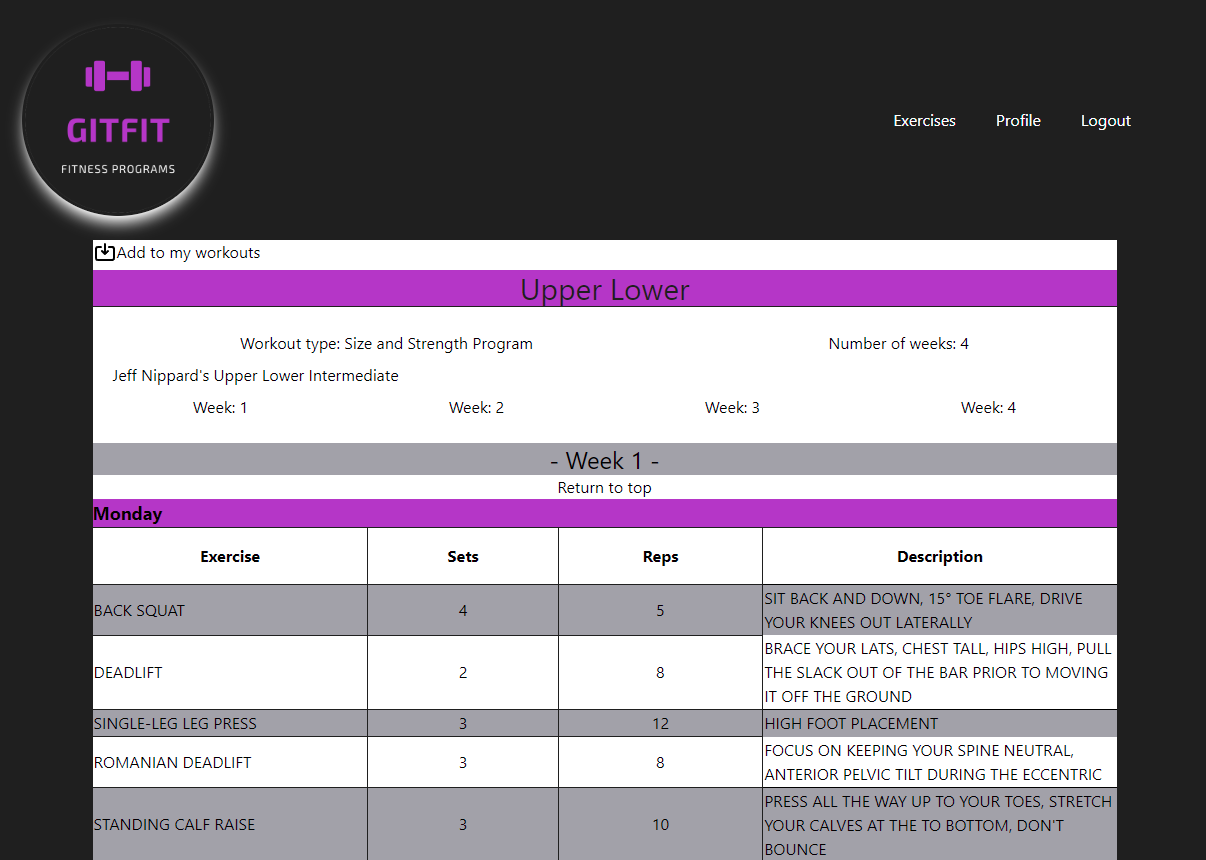 GITFIT
FITNESS PROGRAMS
Exercises Profile Logout
Add to my workouts
Upper Lower
Workout type: Size and Strength Program Number of weeks: 4
Jeff Nippard's Upper Lower Intermediate
Week: 1 Week: 2 Week: 3 Week: 4
- Week 1 -
Return to top
Monday
Exercise Sets Reps Description
BACK SQUAT 4 5 SIT BACK AND DOWN, 15° TOE FLARE, DRIVE
YOUR KNEES OUT LATERALLY
DEADLIFT 2 8 BRACE YOUR LATS, CHEST TALL, HIPS HIGH, PULL
THE SLACK OUT OF THE BAR PRIOR TO MOVING
IT OFF THE GROUND
SINGLE-LEG LEG PRESS 3 12 HIGH FOOT PLACEMENT
ROMANIAN DEADLIFT 3 8 FOCUS ON KEEPING YOUR SPINE NEUTRAL,
ANTERIOR PELVIC TILT DURING THE ECCENTRIC
STANDING CALF RAISE 3 10 PRESS ALL THE WAY UP TO YOUR TOES, STRETCH
YOUR CALVES AT THE TO BOTTOM, DON'T
BOUNCE